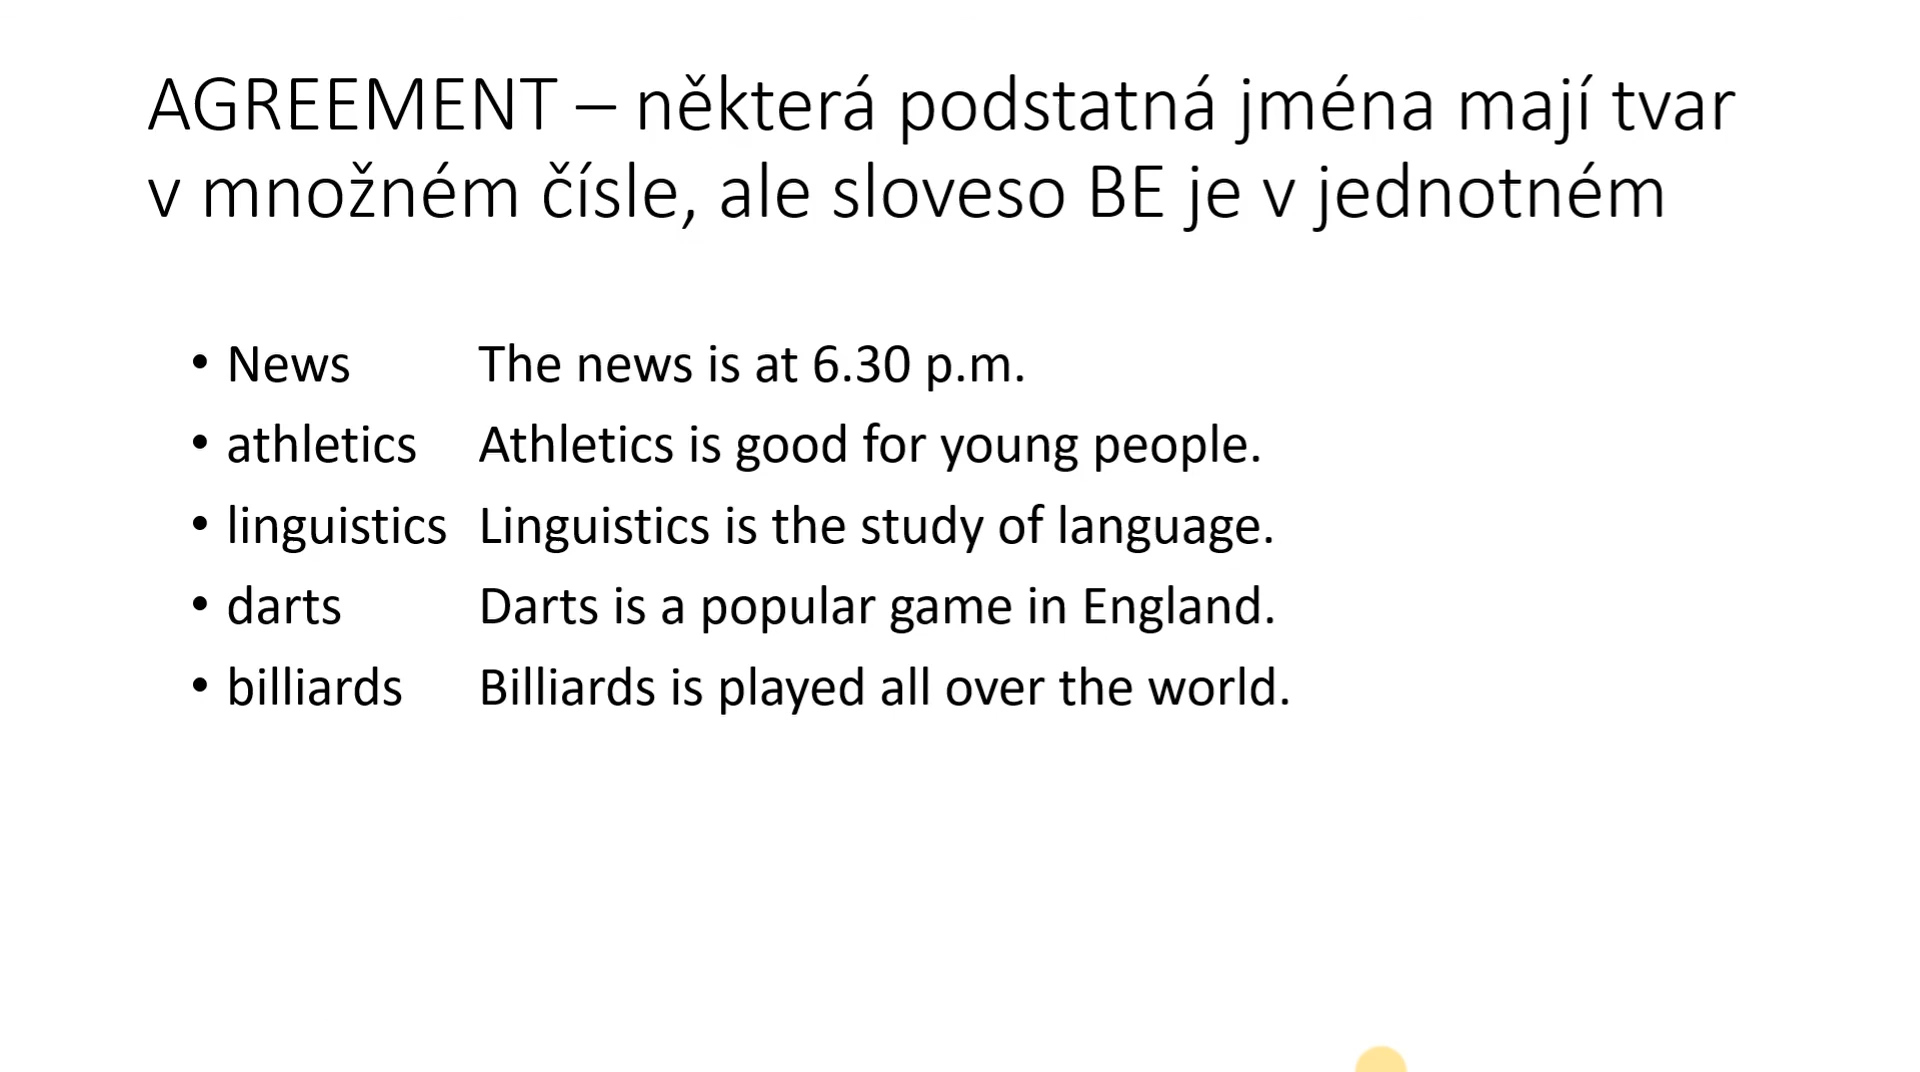 AGREEMENT – některá podstatná jména mají tvar
v množném čísle, ale sloveso BE je v jednotném
• News The news is at 6.30 p.m.
• athletics Athletics is good for young people.
• linguistics Linguistics is the study of language.
• darts Darts is a popular game in England.
• billiards Billiards is played all over the world.